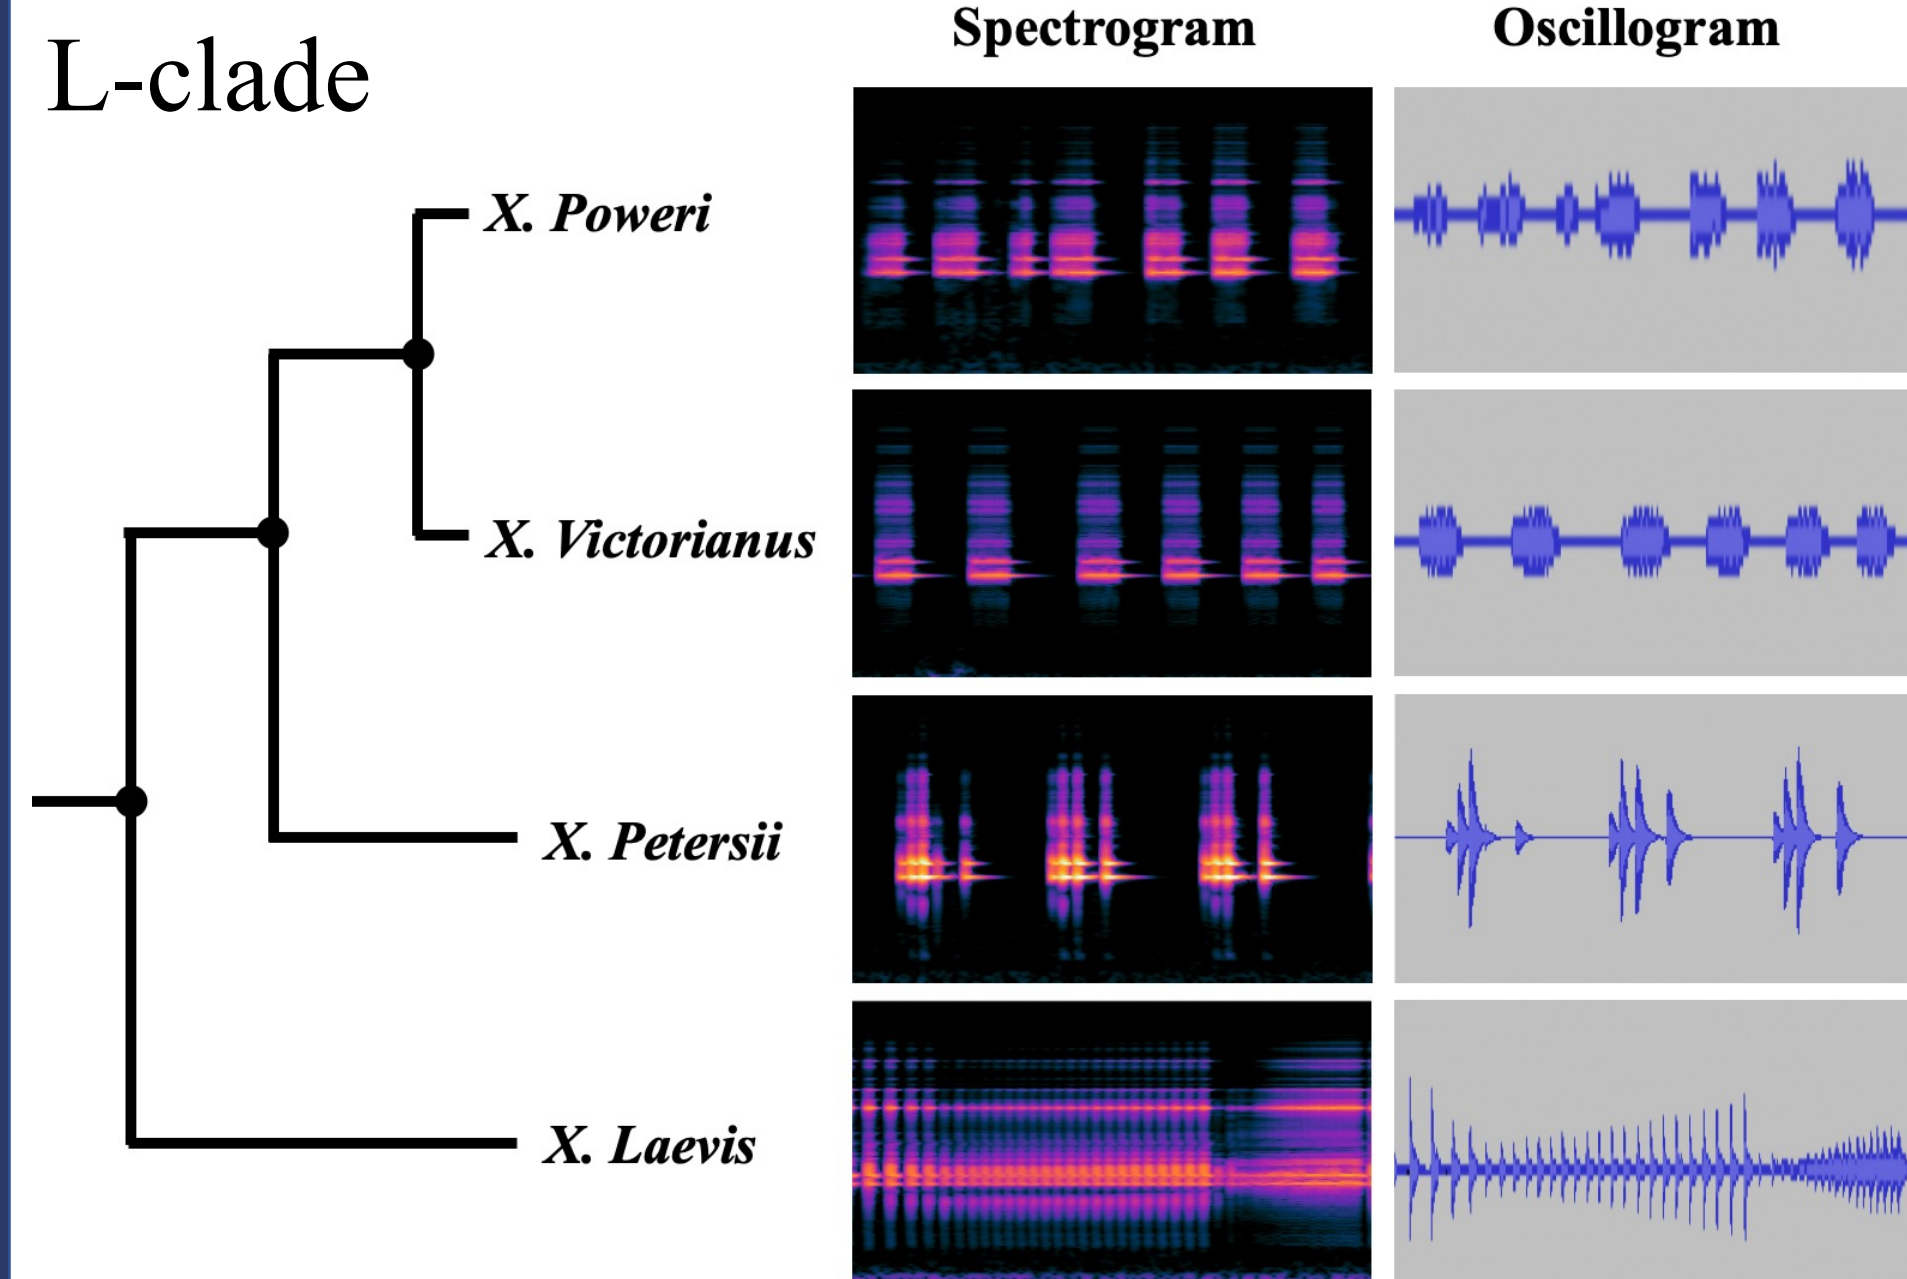 L-clade
Spectrogram
Oscillogram
X. Poweri
X. Victorianus
X. Petersii
X. Laevis